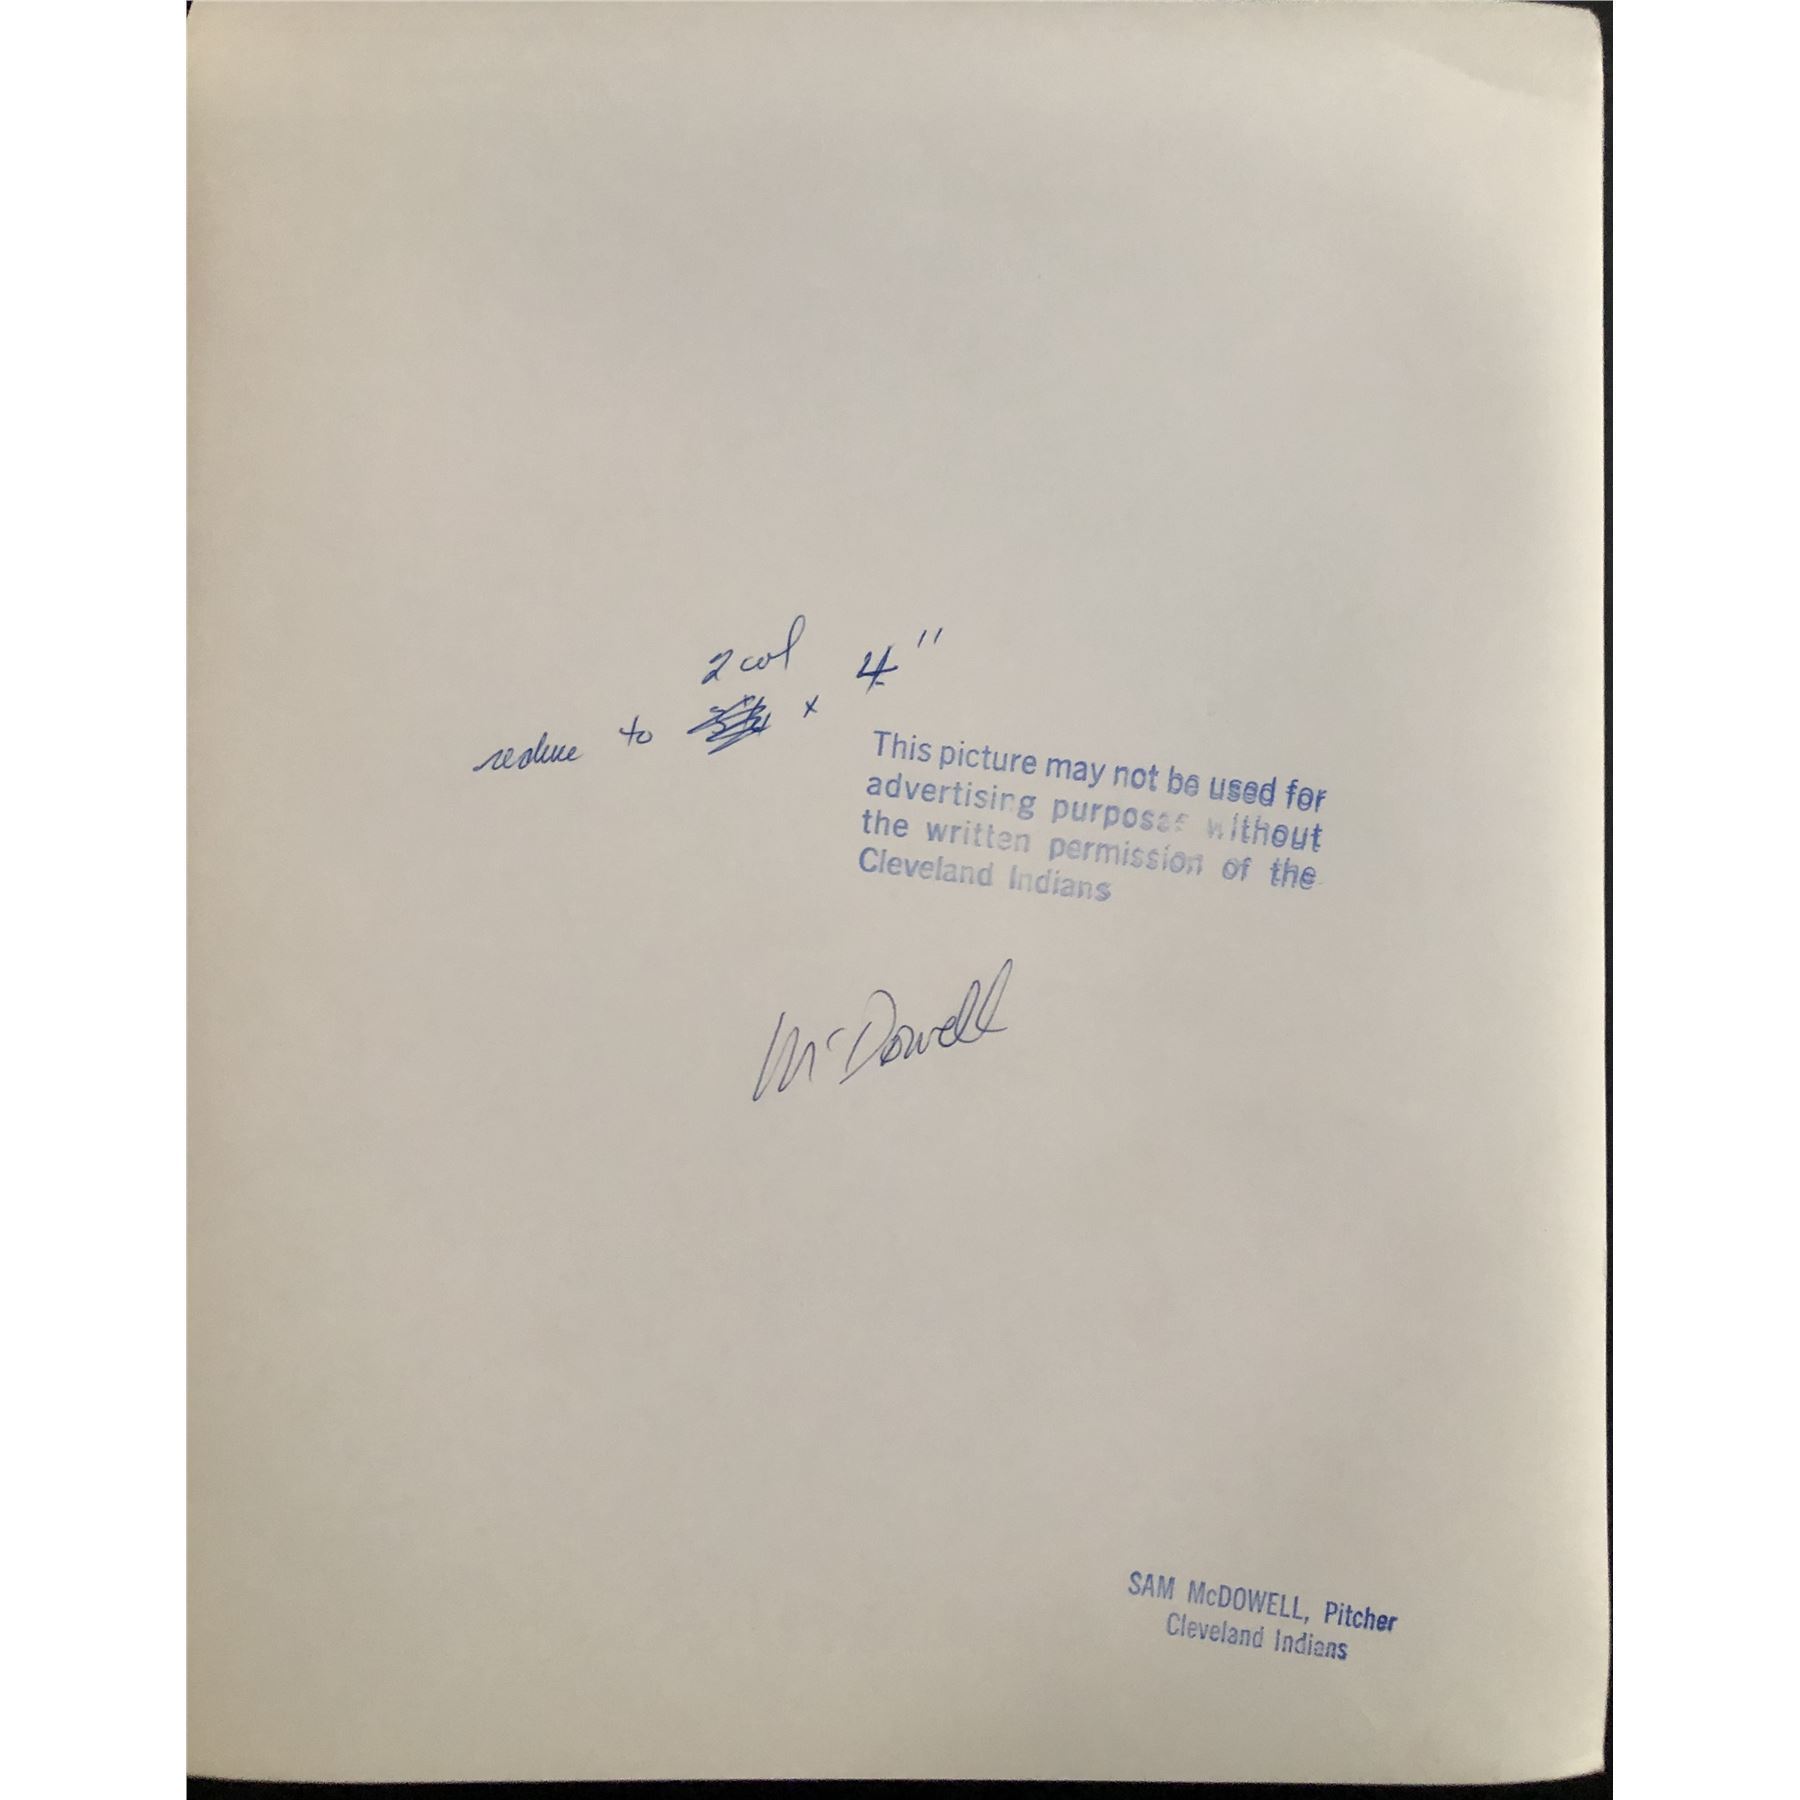 2 col 4"
reduce to x
This picture may not be used for
advertising purposes without
the written permission of the
Cleveland Indians
McDowell
SAM McDOWELL, Pitcher
Cleveland Indians